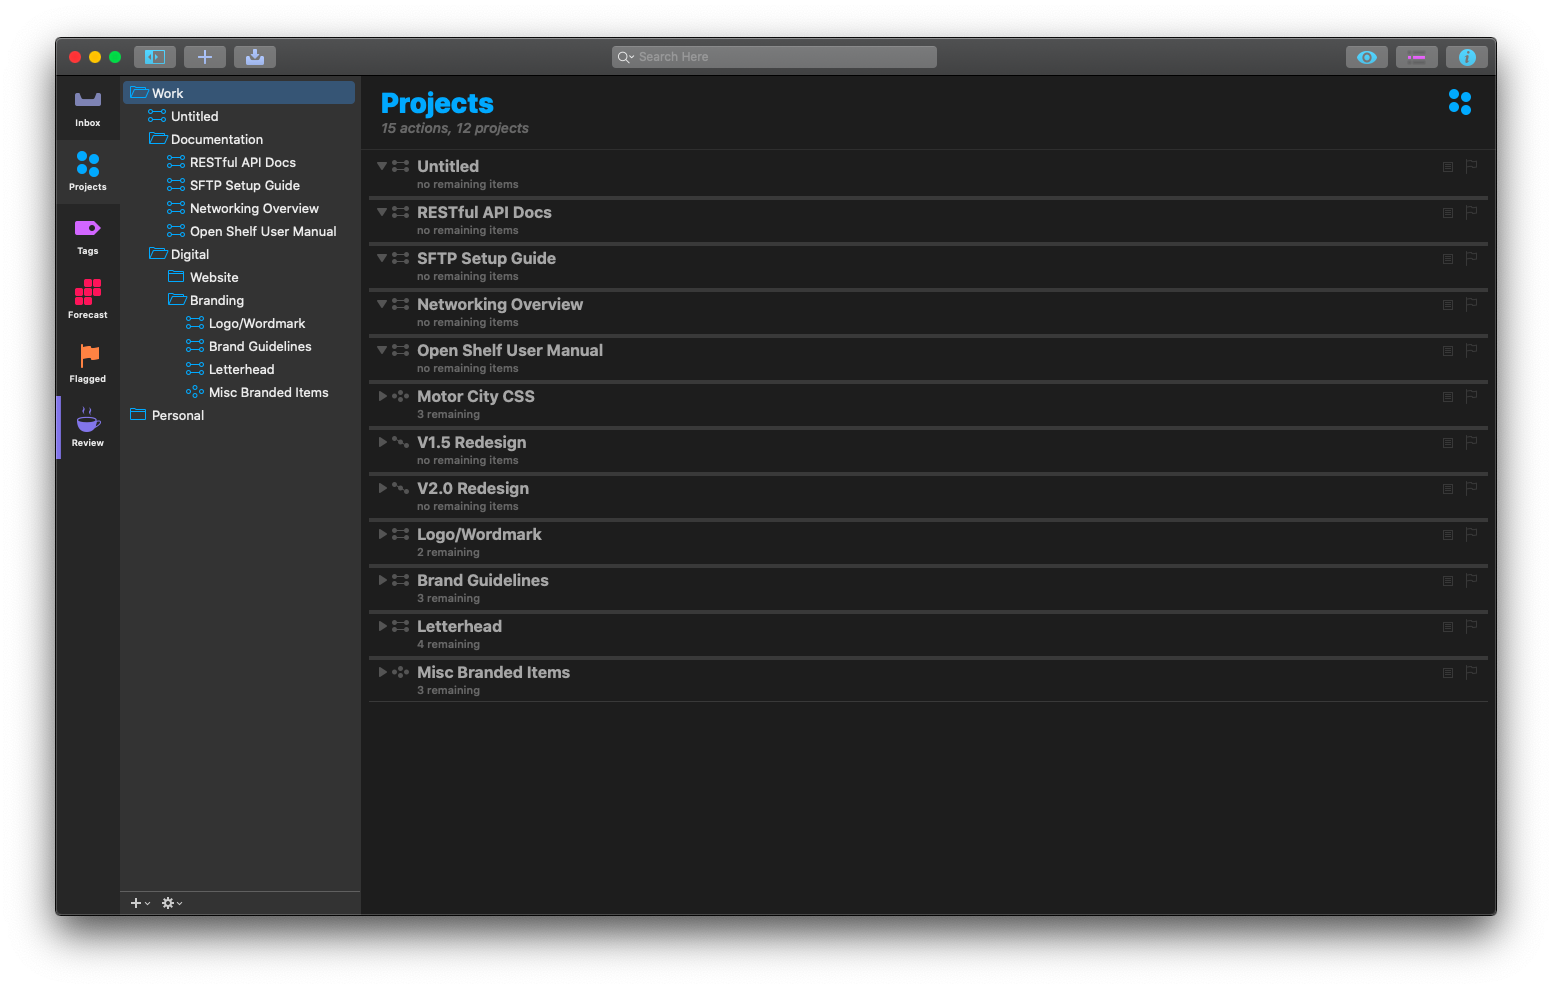 Search Here
Inbox
Projects
Tags
Forecast
Flagged
Review
Work
Untitled
Documentation
RESTful API Docs
SFTP Setup Guide
Networking Overview
Open Shelf User Manual
Digital
Website
Branding
Logo/Wordmark
Brand Guidelines
Letterhead
Misc Branded Items
Personal
Projects
15 actions, 12 projects
Untitled
no remaining items
RESTful API Docs
no remaining items
SFTP Setup Guide
no remaining items
Networking Overview
no remaining items
Open Shelf User Manual
no remaining items
Motor City CSS
3 remaining
V1.5 Redesign
no remaining items
V2.0 Redesign
no remaining items
Logo/Wordmark
2 remaining
Brand Guidelines
3 remaining
Letterhead
4 remaining
Misc Branded Items
3 remaining